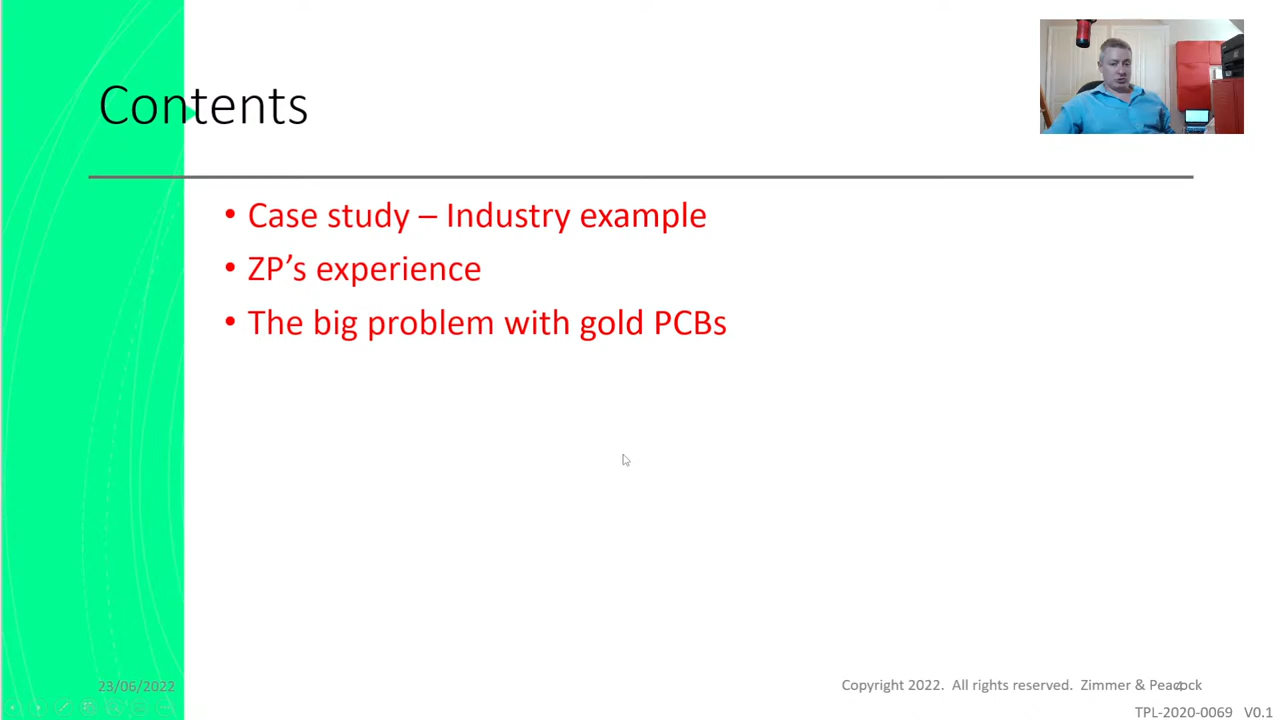 Contents
• Case study – Industry example
• ZP’s experience
• The big problem with gold PCBs
23/06/2022
Copyright 2022.  All rights reserved.  Zimmer & Peacock
4
TPL-2020-0069   V0.1